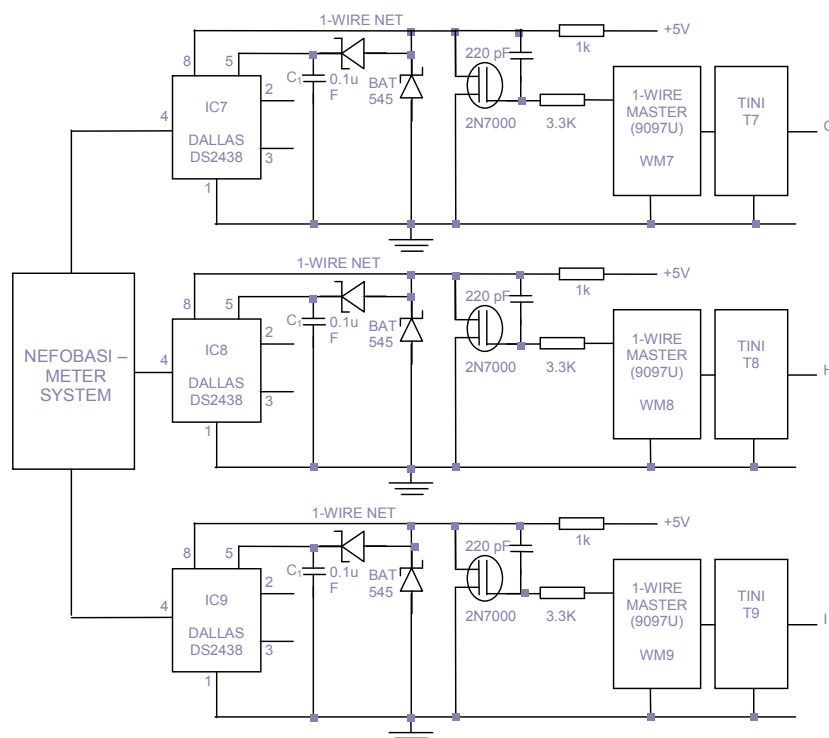 1-WIRE NET
+5V
1k
8
5
220 pF
C1
0.1u
F
BAT
545
2
IC7
DALLAS
DS2438
4
3
1
2N7000
3.3K
1-WIRE
MASTER
(9097U)
WM7
TINI
T7
1-WIRE NET
+5V
1k
8
5
220 pF
C1
0.1u
F
BAT
545
2
IC8
DALLAS
DS2438
4
3
1
2N7000
3.3K
1-WIRE
MASTER
(9097U)
WM8
TINI
T8
H
NEFOBASI –
METER
SYSTEM
1-WIRE NET
+5V
1k
8
5
220 pF
C1
0.1u
F
BAT
545
2
IC9
DALLAS
DS2438
4
3
1
2N7000
3.3K
1-WIRE
MASTER
(9097U)
WM9
TINI
T9
I